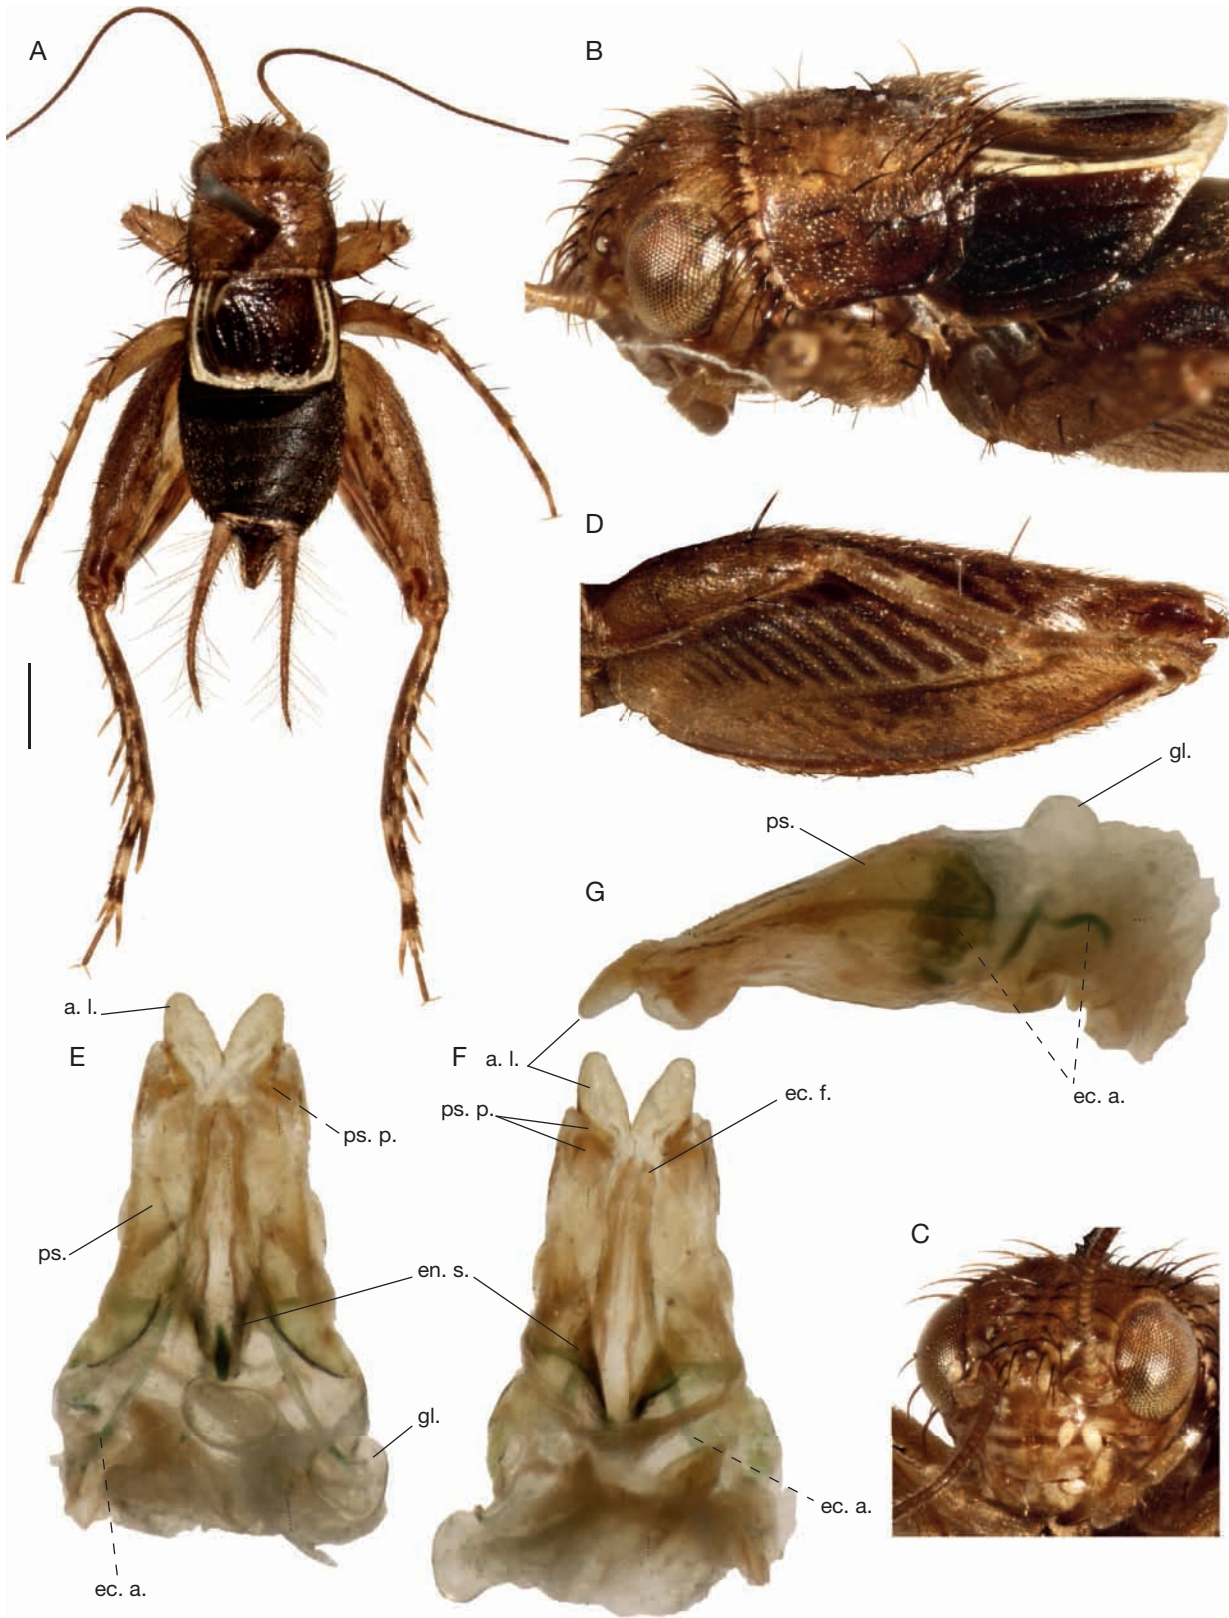 A
B
D
gl.
ps.
G
a. l.
E
F
a. l.
ec. f.
ec. a.
ps. p.
ps. p.
C
ps.
en. s.
gl.
ec. a.
ec. a.